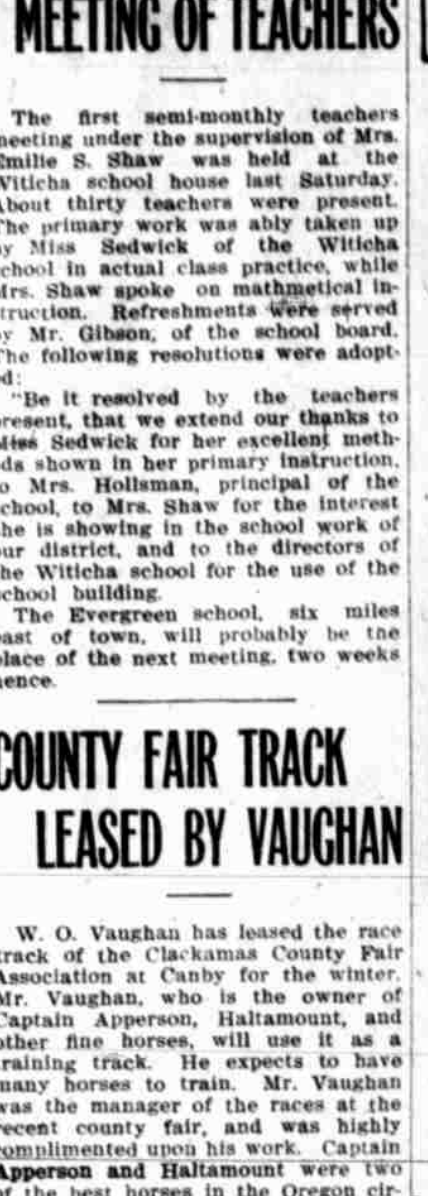 MEETING OF TEACHERS
The first semi-monthly teachers
meeting under the supervision of Mrs.
Emilie S. Shaw was held at the
Witicha school house last Saturday.
About thirty teachers were present.
The primary work was ably taken up
by Miss Sedwick of the Witicha
school in actual class practice, while
Mrs. Shaw spoke on mathmetical in-
struction. Refreshments were served
by Mr. Gibson, of the school board.
The following resolutions were adopt-
ed:
"Be it resolved by the teachers
present, that we extend our thanks to
Miss Sedwick for her excellent meth-
ods shown in her primary instruction,
to Mrs. Hollsman, principal of the
school, to Mrs. Shaw for the interest
she is showing in the school work of
our district, and to the directors of
the Witicha school for the use of the
school building.
The Evergreen school, six miles
east of town, will probably be the
place of the next meeting, two weeks
hence.
COUNTY FAIR TRACK
LEASED BY VAUGHAN
W. O. Vaughan has leased the race
track of the Clackamas County Fair
Association at Canby for the winter.
Mr. Vaughan, who is the owner of
Captain Apperson, Haltamount, and
other fine horses, will use it as a
training track. He expects to have
many horses to train. Mr. Vaughan
was the manager of the races at the
recent county fair, and was highly
complimented upon his work. Captain
Apperson and Haltamount were two
of the best horses in the Oregon cir-